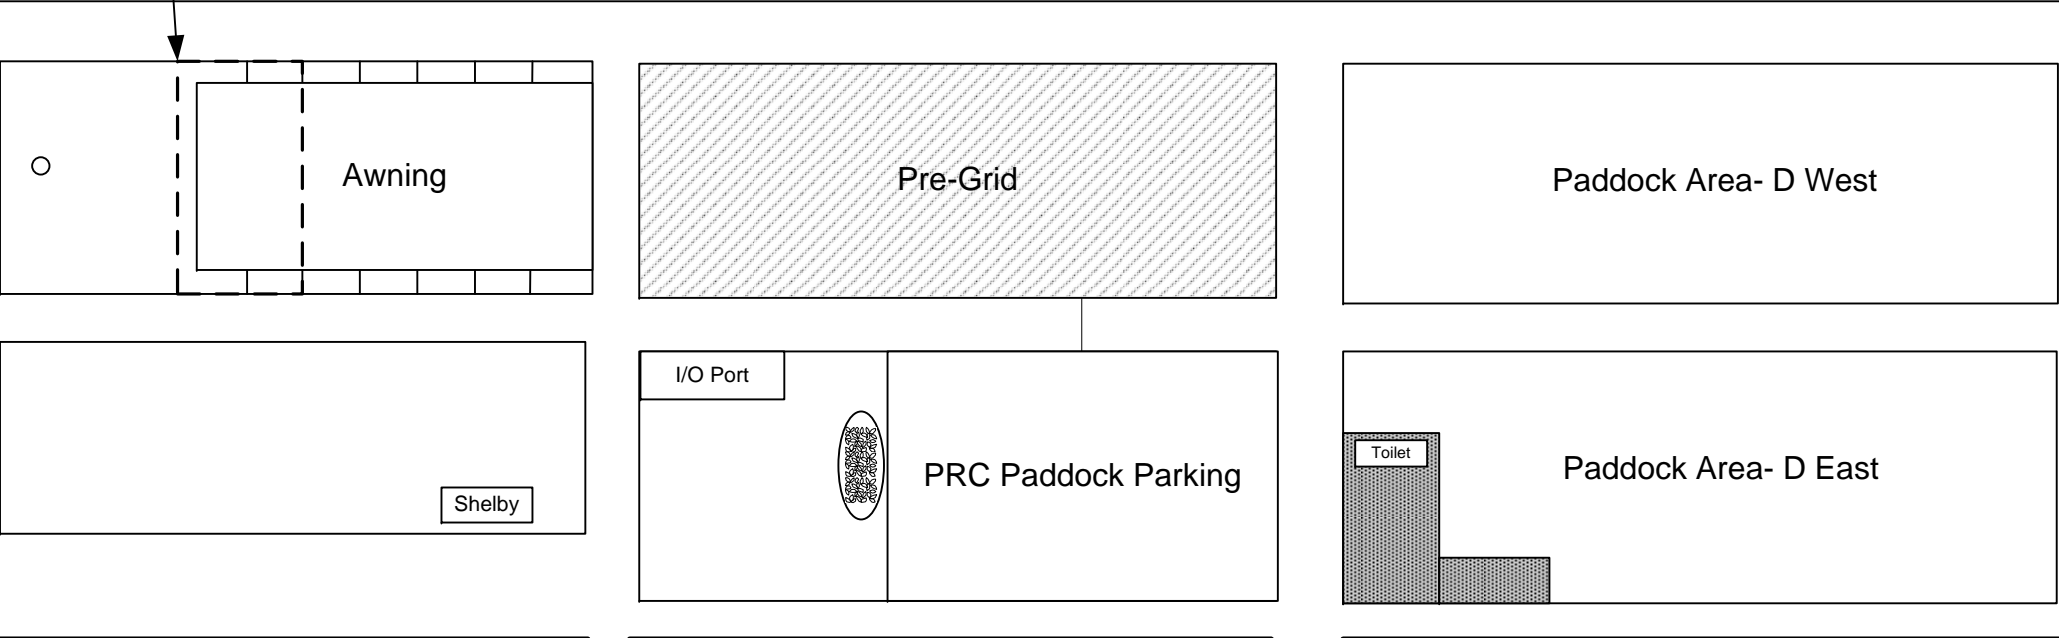 Awning
Pre-Grid
Paddock Area- D West
I/O Port
PRC Paddock Parking
Toilet
Paddock Area- D East
Shelby